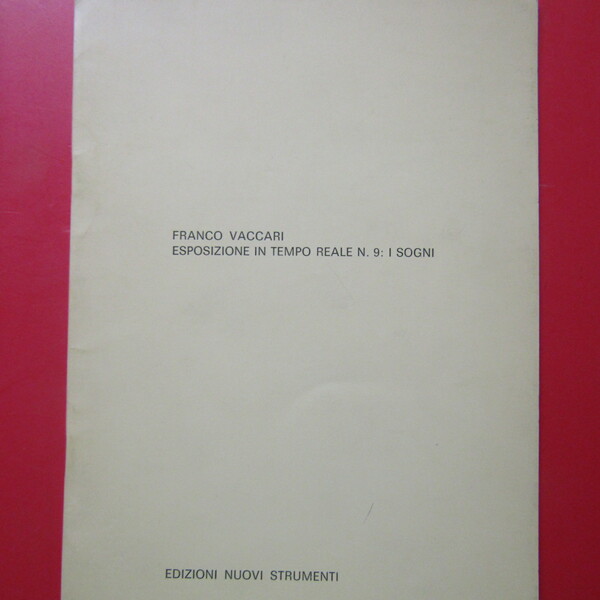 FRANCO VACCARI
ESPOSIZIONE IN TEMPO REALE N. 9: I SOGNI
EDIZIONI NUOVI STRUMENTI